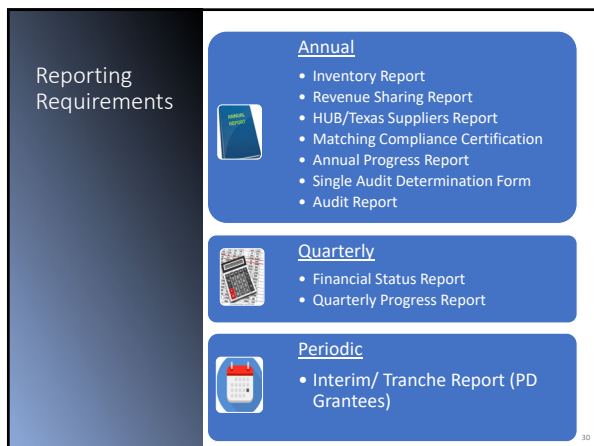 Reporting
Requirements
Annual
• Inventory Report
• Revenue Sharing Report
• HUB/Texas Suppliers Report
• Matching Compliance Certification
• Annual Progress Report
• Single Audit Determination Form
• Audit Report
ANNUAL
REPORT
Quarterly
• Financial Status Report
• Quarterly Progress Report
Periodic
• Interim/ Tranche Report (PD
Grantees)
30